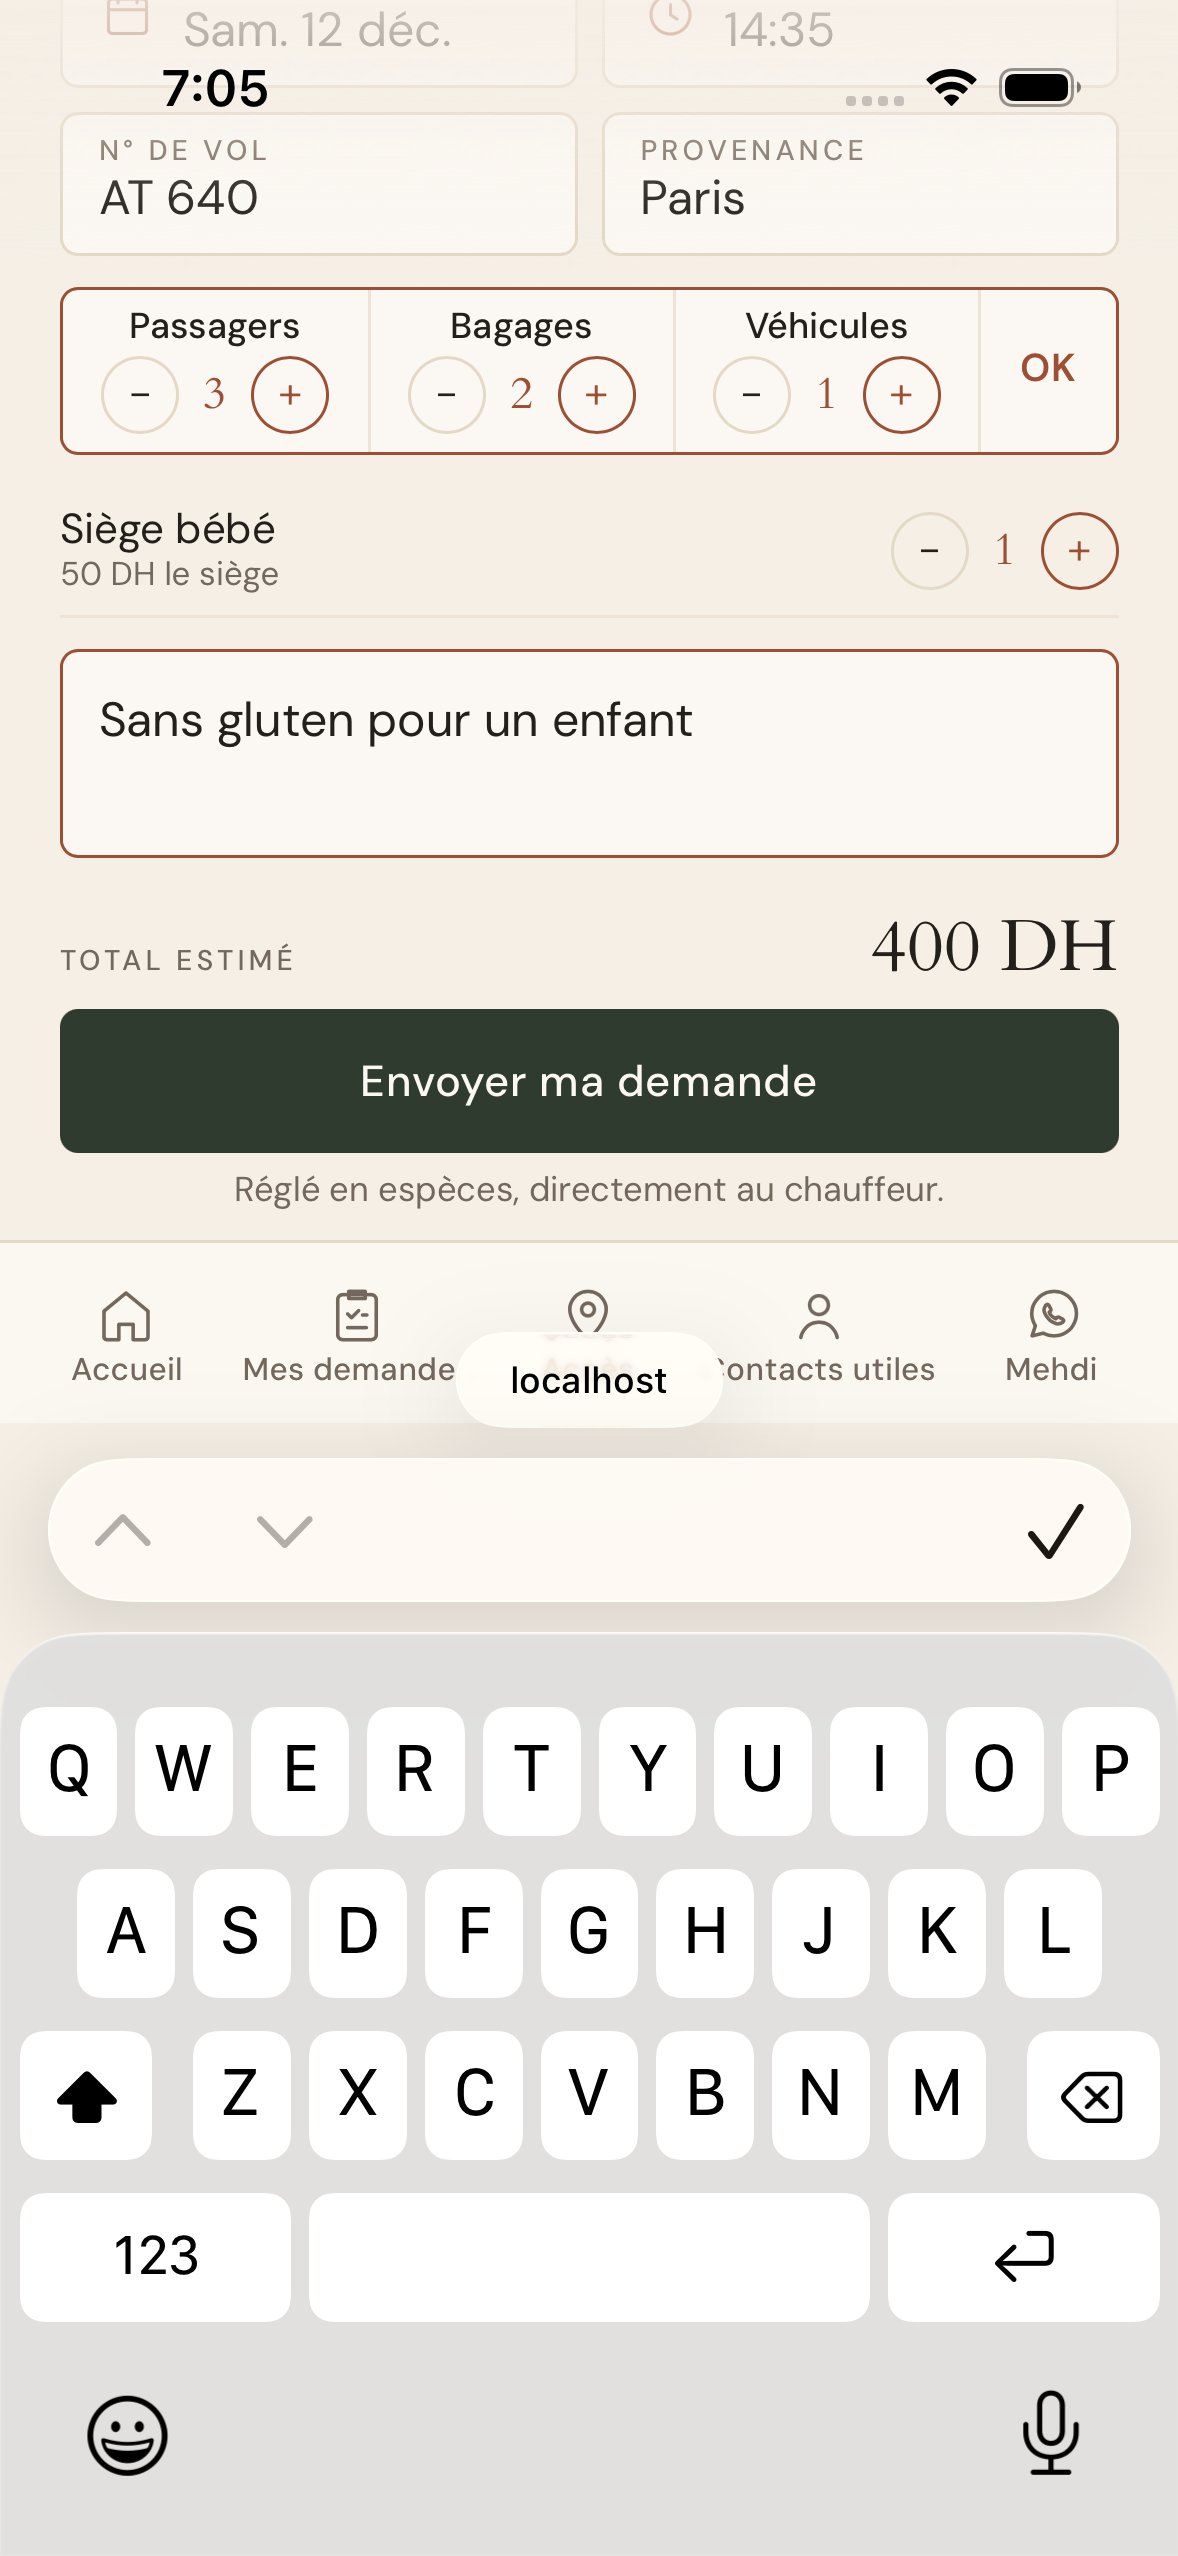 Sam. 12 déc.
14:35
7:05
N° DE VOL
AT 640
PROVENANCE
Paris
Passagers
− 3 +
Bagages
− 2 +
Véhicules
− 1 +
OK
Siège bébé
50 DH le siège
− 1 +
Sans gluten pour un enfant
TOTAL ESTIMÉ
400 DH
Envoyer ma demande
Réglé en espèces, directement au chauffeur.
Accueil
Mes demande
Accès
Contacts utiles
Mehdi
localhost
Q W E R T Y U I O P
A S D F G H J K L
Z X C V B N M
123